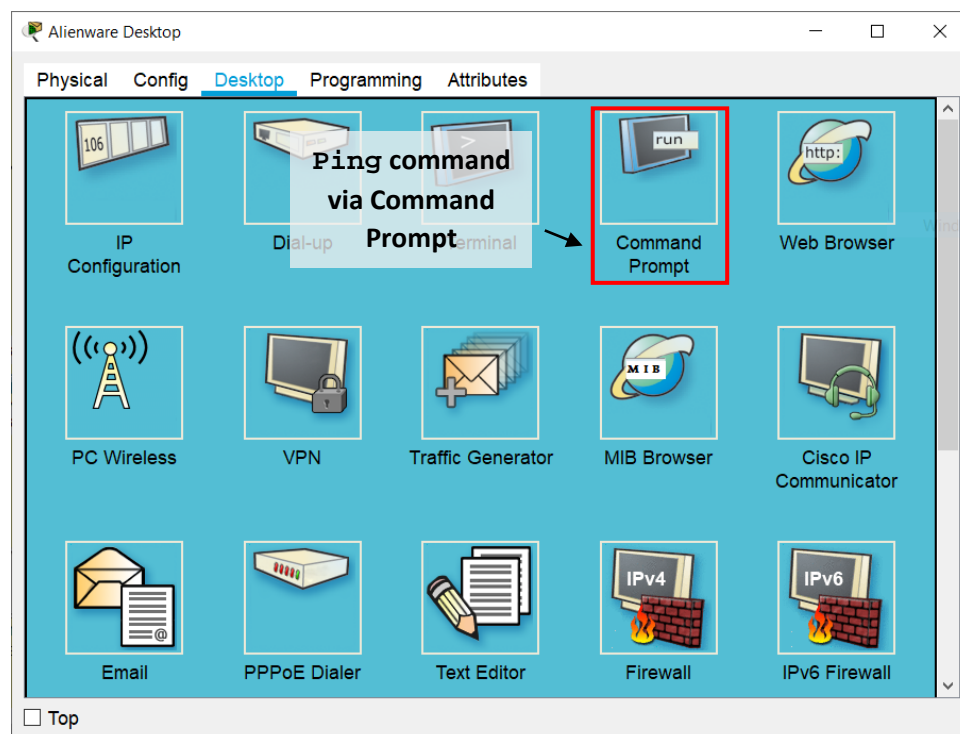 Alienware Desktop
Physical Config Desktop Programming Attributes
106
run
http:
Ping command
via Command
Prompt
IP
Configuration
Dial-up
Terminal
Command
Prompt
Web Browser
Wind
MIB
PC Wireless
VPN
Traffic Generator
MIB Browser
Cisco IP
Communicator
IPv4
IPv6
@
Email
PPPoE Dialer
Text Editor
Firewall
IPv6 Firewall
Top